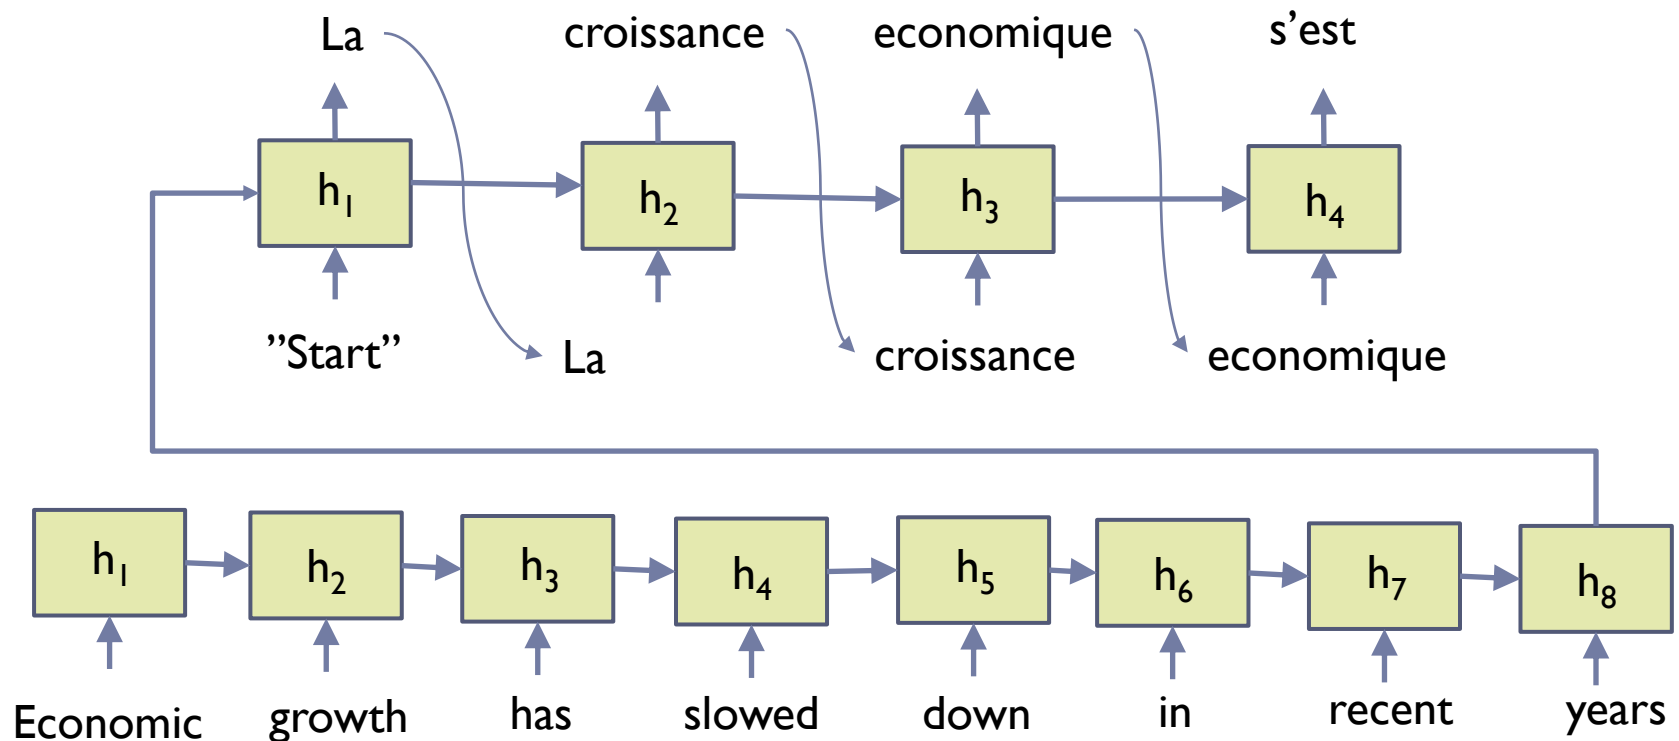 La croissance economique s'est
h1 h2 h3 h4
”Start” La croissance economique
h1 h2 h3 h4 h5 h6 h7 h8
Economic growth has slowed down in recent years